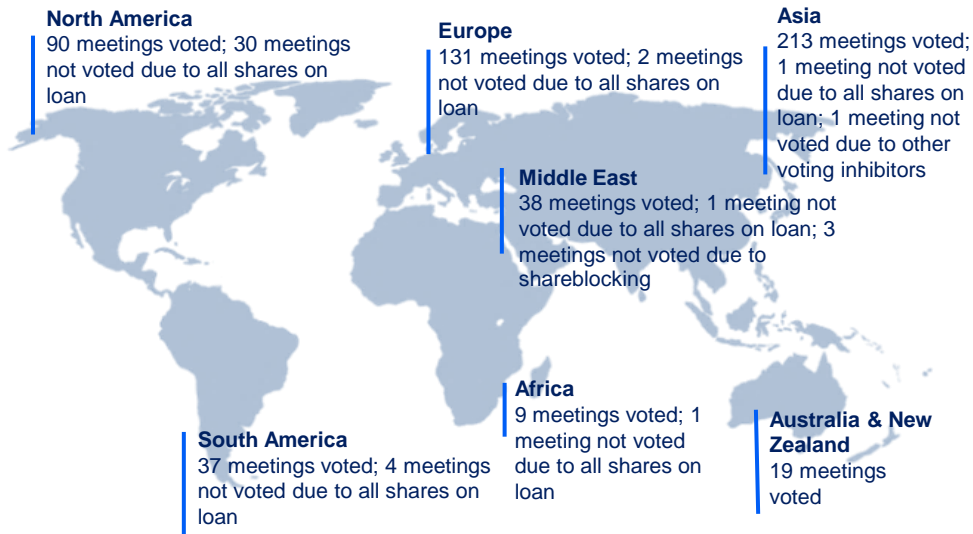 North America
90 meetings voted; 30 meetings
not voted due to all shares on
loan
Europe
131 meetings voted; 2 meetings
not voted due to all shares on
loan
Asia
213 meetings voted;
1 meeting not voted
due to all shares on
loan; 1 meeting not
voted due to other
voting inhibitors
Middle East
38 meetings voted; 1 meeting not
voted due to all shares on loan; 3
meetings not voted due to
shareblocking
South America
37 meetings voted; 4 meetings
not voted due to all shares on
loan
Africa
9 meetings voted; 1
meeting not voted
due to all shares on
loan
Australia & New
Zealand
19 meetings
voted